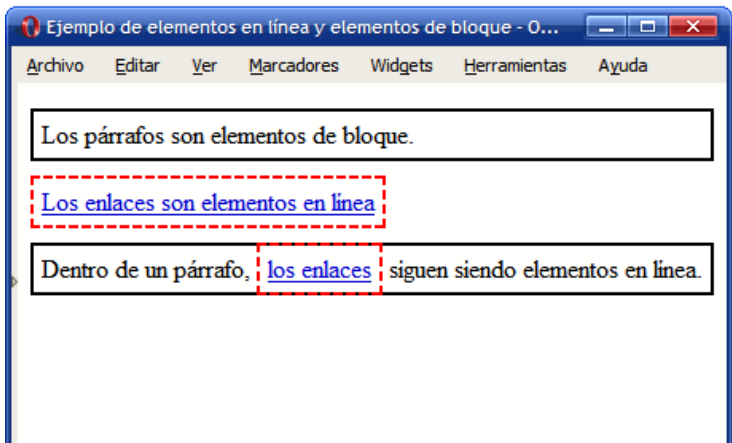 Ejemplo de elementos en línea y elementos de bloque - O...
Archivo Editar Ver Marcadores Widgets Herramientas Ayuda
Los párrafos son elementos de bloque.
Los enlaces son elementos en línea
Dentro de un párrafo, los enlaces siguen siendo elementos en línea.